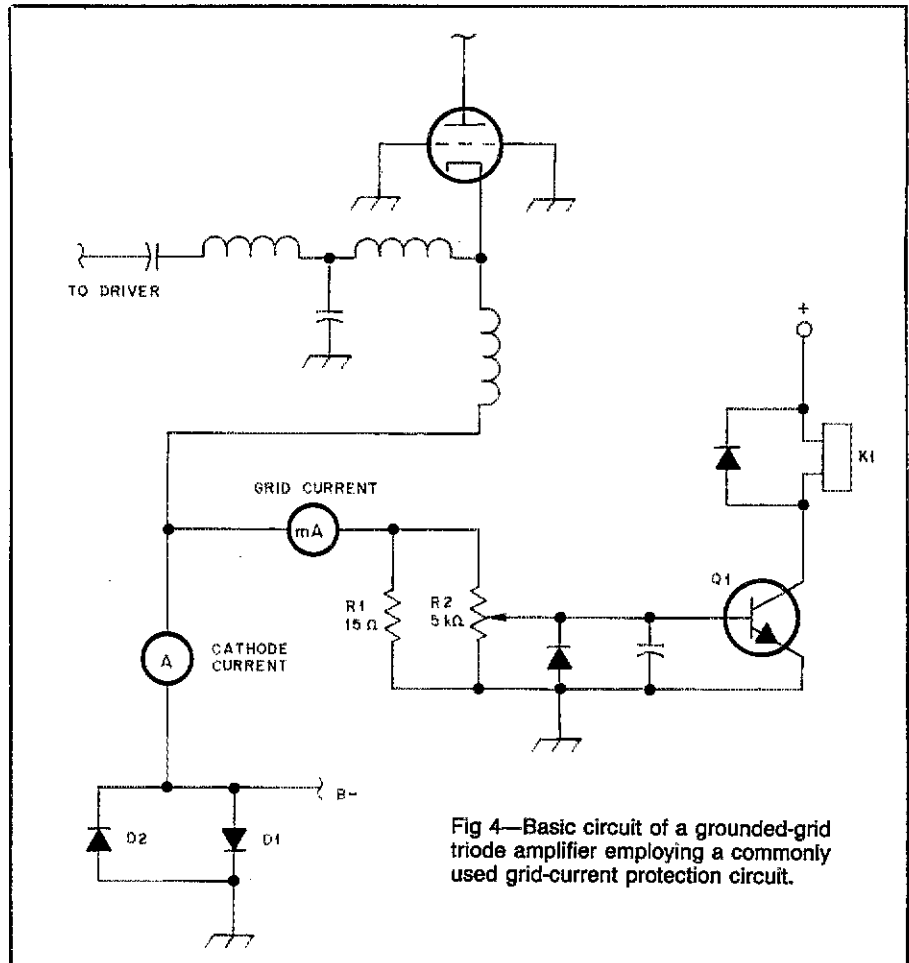 TO DRIVER
+
K1
GRID CURRENT
mA
Q1
R1
15 Ω
R2
5 kΩ
A
CATHODE
CURRENT
B-
D2
D1
Fig 4—Basic circuit of a grounded-grid
triode amplifier employing a commonly
used grid-current protection circuit.